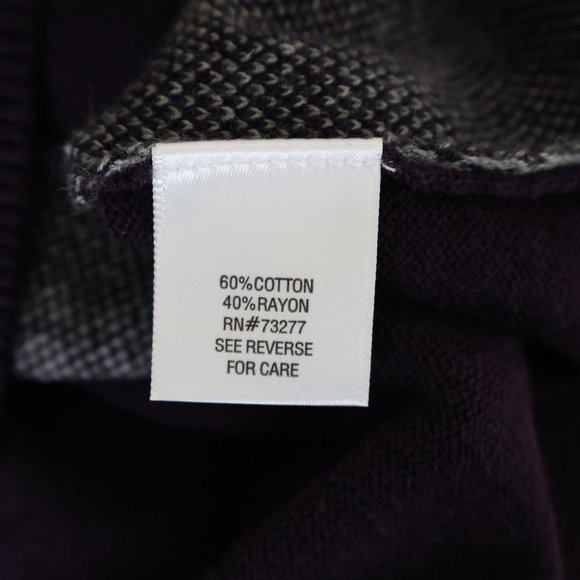 60%COTTON
40%RAYON
RN#73277
SEE REVERSE
FOR CARE